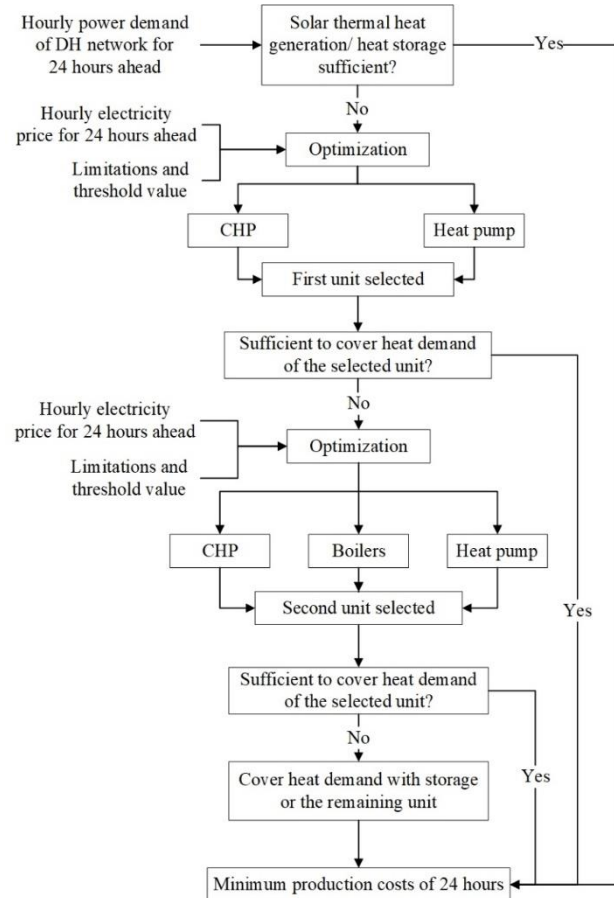 Hourly power demand
of DH network for
24 hours ahead
Solar thermal heat
generation/ heat storage
sufficient?
Yes
No
Hourly electricity
price for 24 hours ahead
Limitations and
threshold value
Optimization
CHP
Heat pump
First unit selected
Sufficient to cover heat demand
of the selected unit?
No
Hourly electricity
price for 24 hours ahead
Limitations and
threshold value
Optimization
CHP
Boilers
Heat pump
Second unit selected
Yes
Sufficient to cover heat demand
of the selected unit?
No
Yes
Cover heat demand with storage
or the remaining unit
Minimum production costs of 24 hours